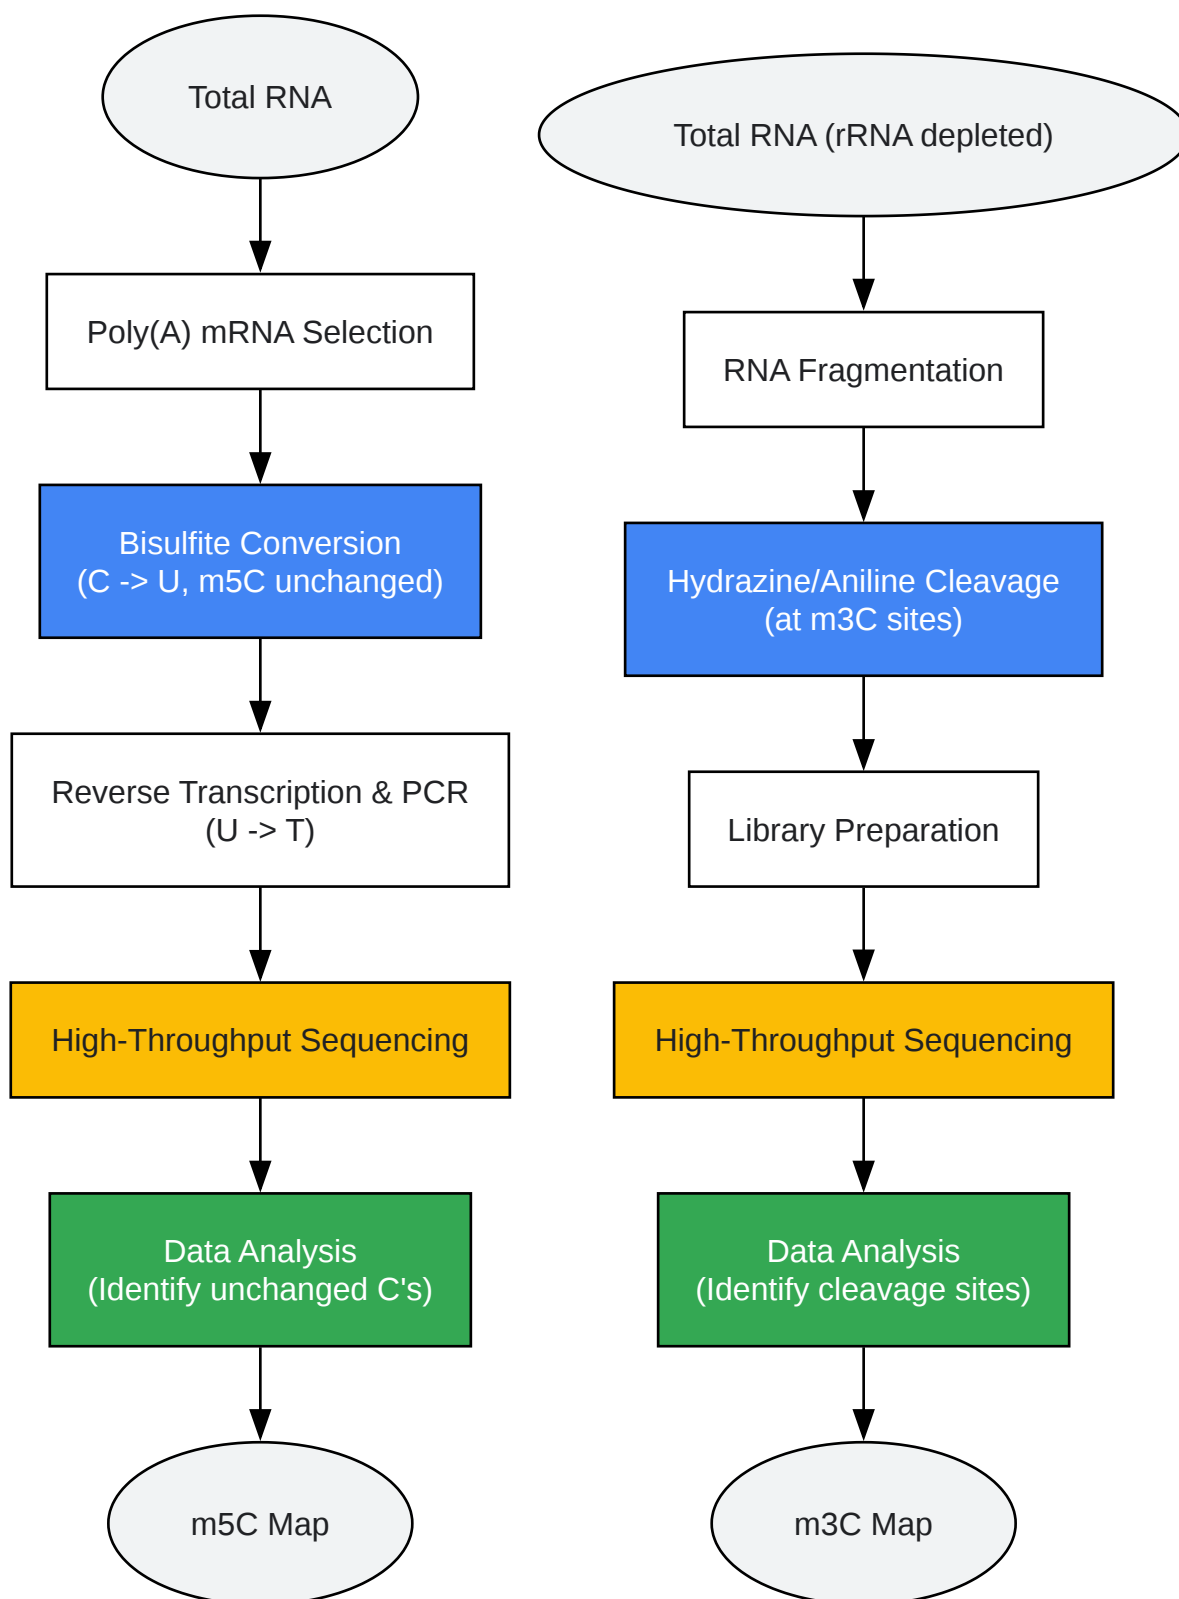 Total RNA
Poly(A) mRNA Selection
Bisulfite Conversion
(C -> U, m5C unchanged)
Reverse Transcription & PCR
(U -> T)
High-Throughput Sequencing
Data Analysis
(Identify unchanged C's)
m5C Map
Total RNA (rRNA depleted)
RNA Fragmentation
Hydrazine/Aniline Cleavage
(at m3C sites)
Library Preparation
High-Throughput Sequencing
Data Analysis
(Identify cleavage sites)
m3C Map